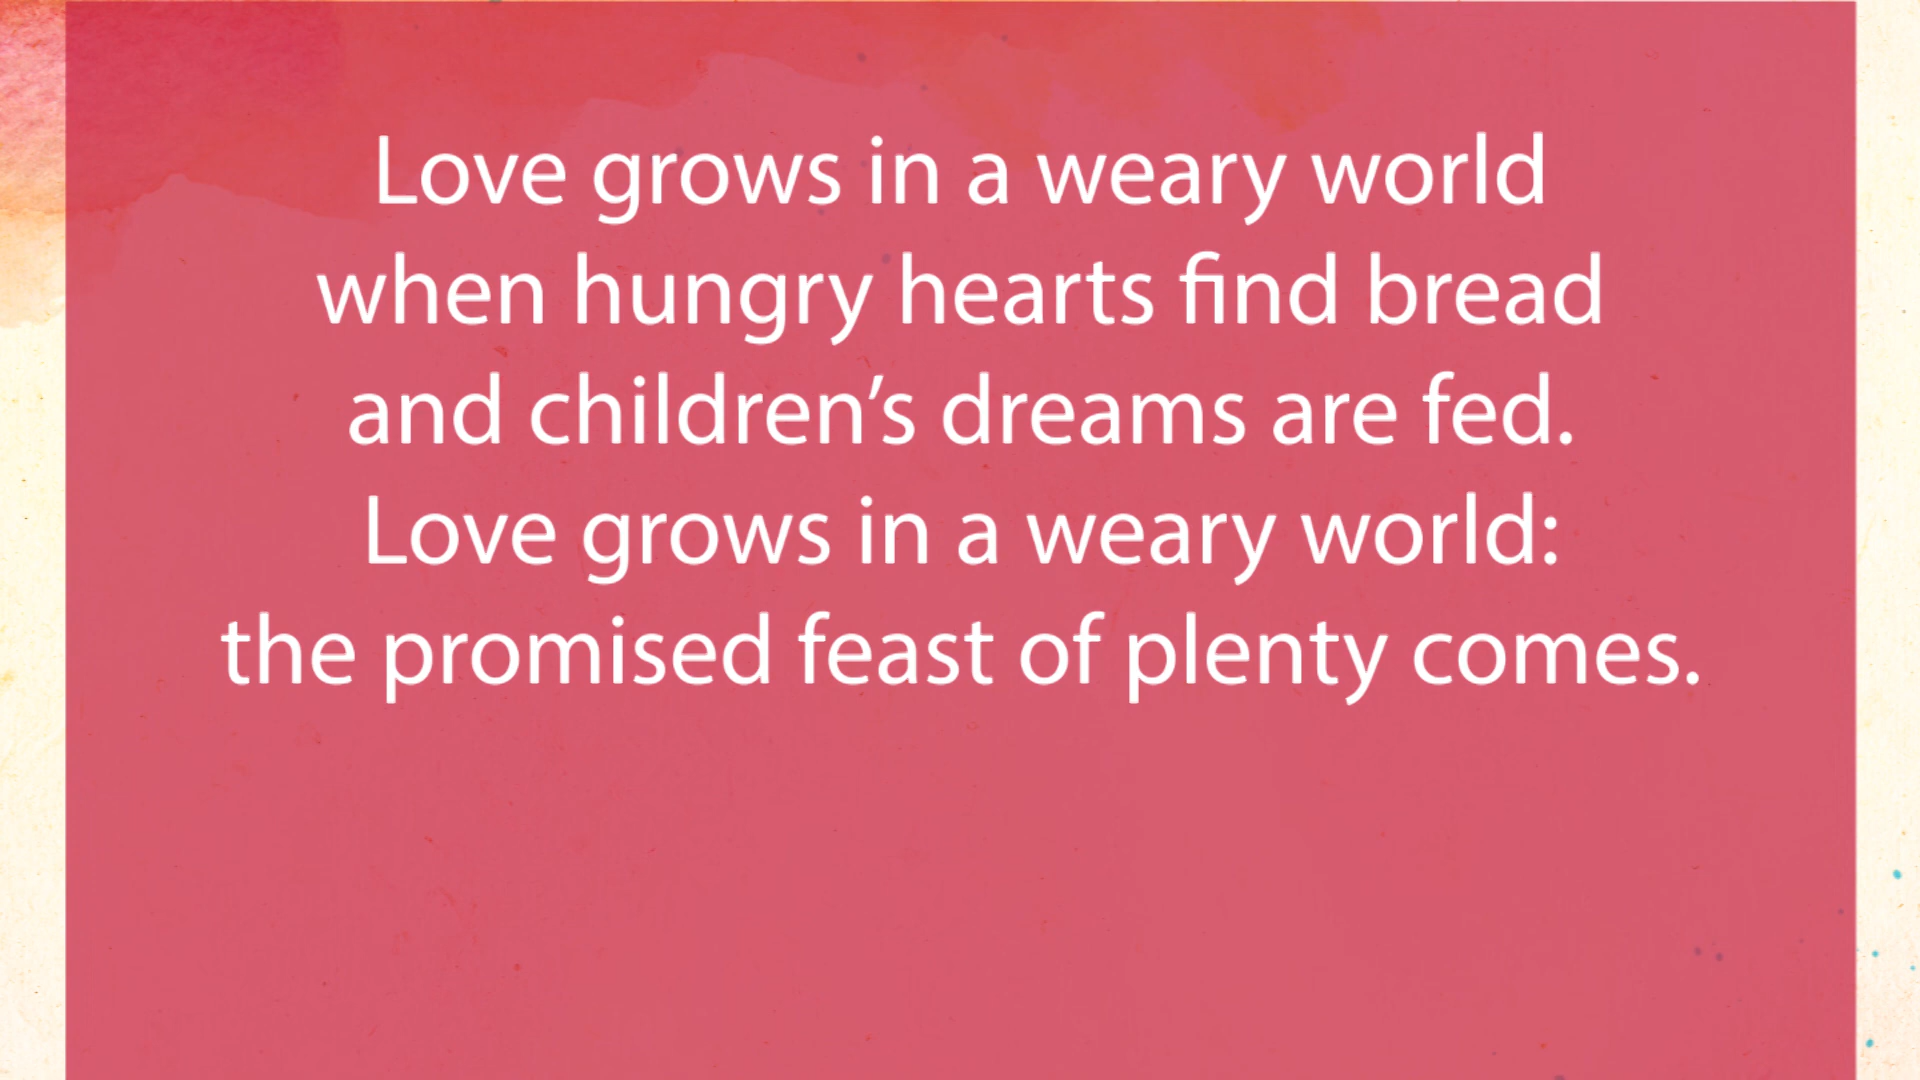 Love grows in a weary world
when hungry hearts find bread
and children’s dreams are fed.
Love grows in a weary world:
the promised feast of plenty comes.